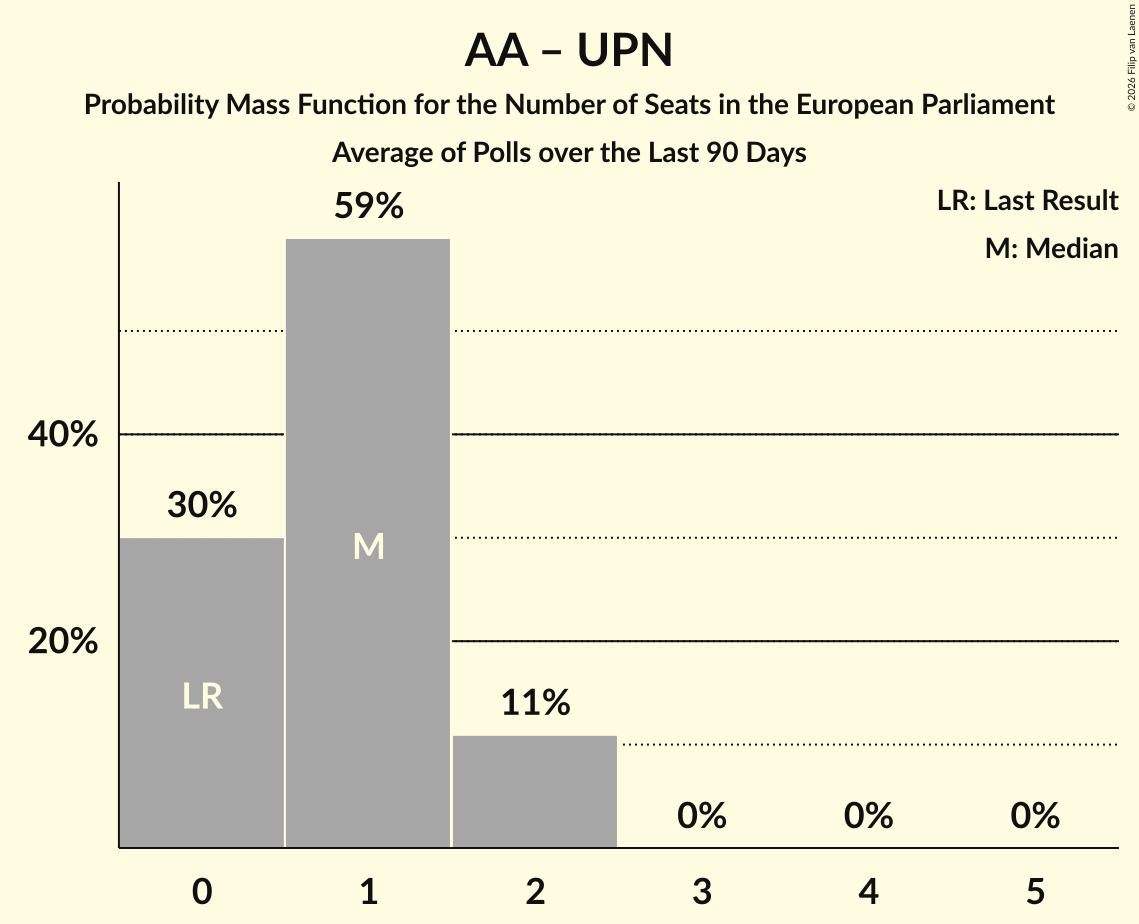 AA – UPN
Probability Mass Function for the Number of Seats in the European Parliament
Average of Polls over the Last 90 Days
© 2026 Filip van Laenen
LR: Last Result
M: Median
59%
40%
30%
M
20%
LR
11%
0% 0% 0%
0 1 2 3 4 5